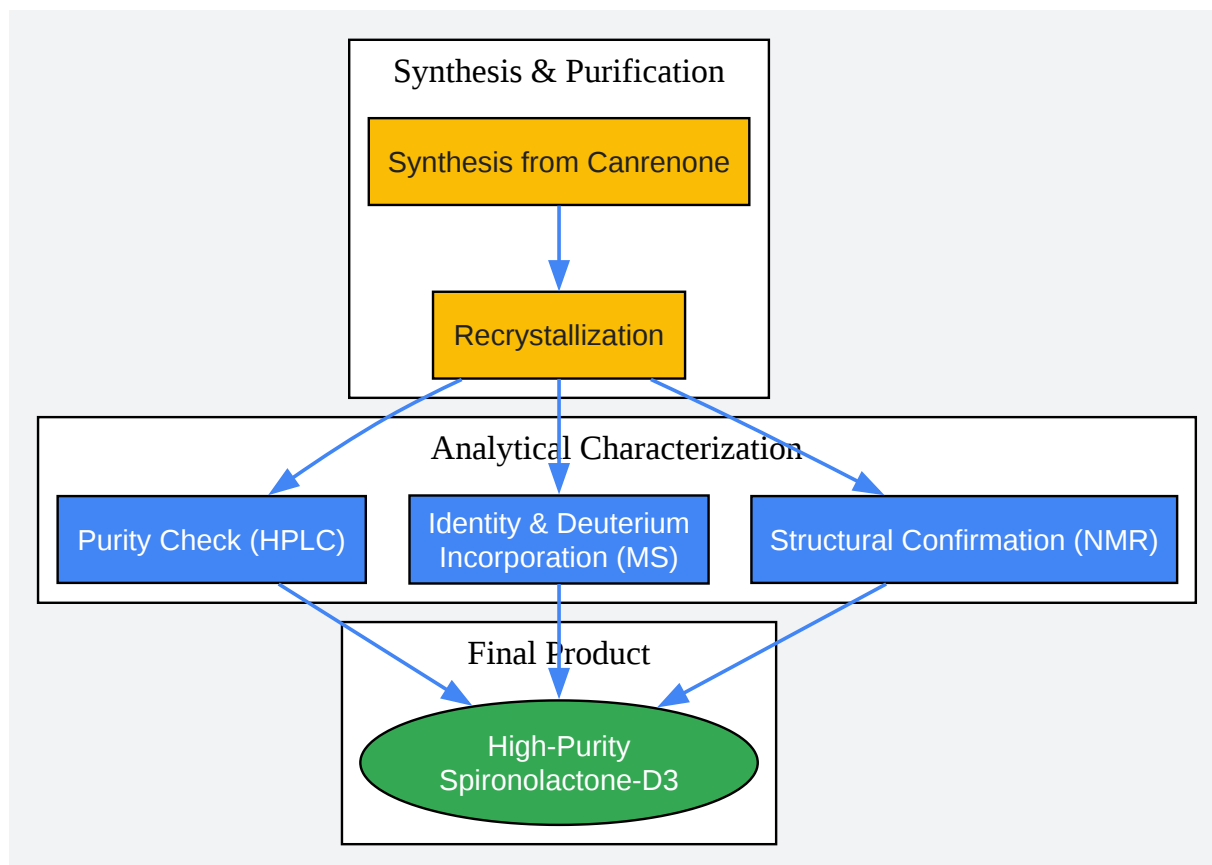 Synthesis & Purification
Synthesis from Canrenone
Recrystallization
Analytical Characterization
Purity Check (HPLC)
Identity & Deuterium
Incorporation (MS)
Structural Confirmation (NMR)
Final Product
High-Purity
Spironolactone-D3